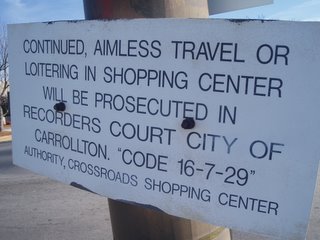 CONTINUED, AIMLESS TRAVEL OR
LOITERING IN SHOPPING CENTER
WILL BE PROSECUTED IN
RECORDERS COURT CITY OF
CARROLLTON. "CODE 16-7-29"
AUTHORITY, CROSSROADS SHOPPING CENTER